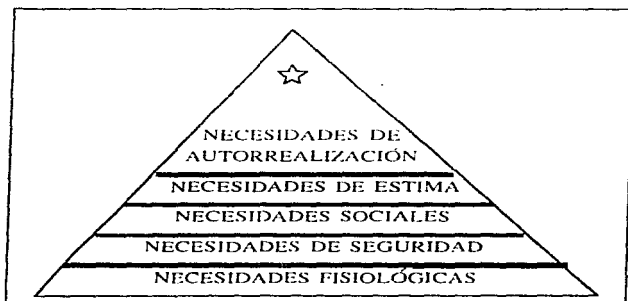 NECESIDADES DE
AUTORREALIZACIÓN
NECESIDADES DE ESTIMA
NECESIDADES SOCIALES
NECESIDADES DE SEGURIDAD
NECESIDADES FISIOLÓGICAS